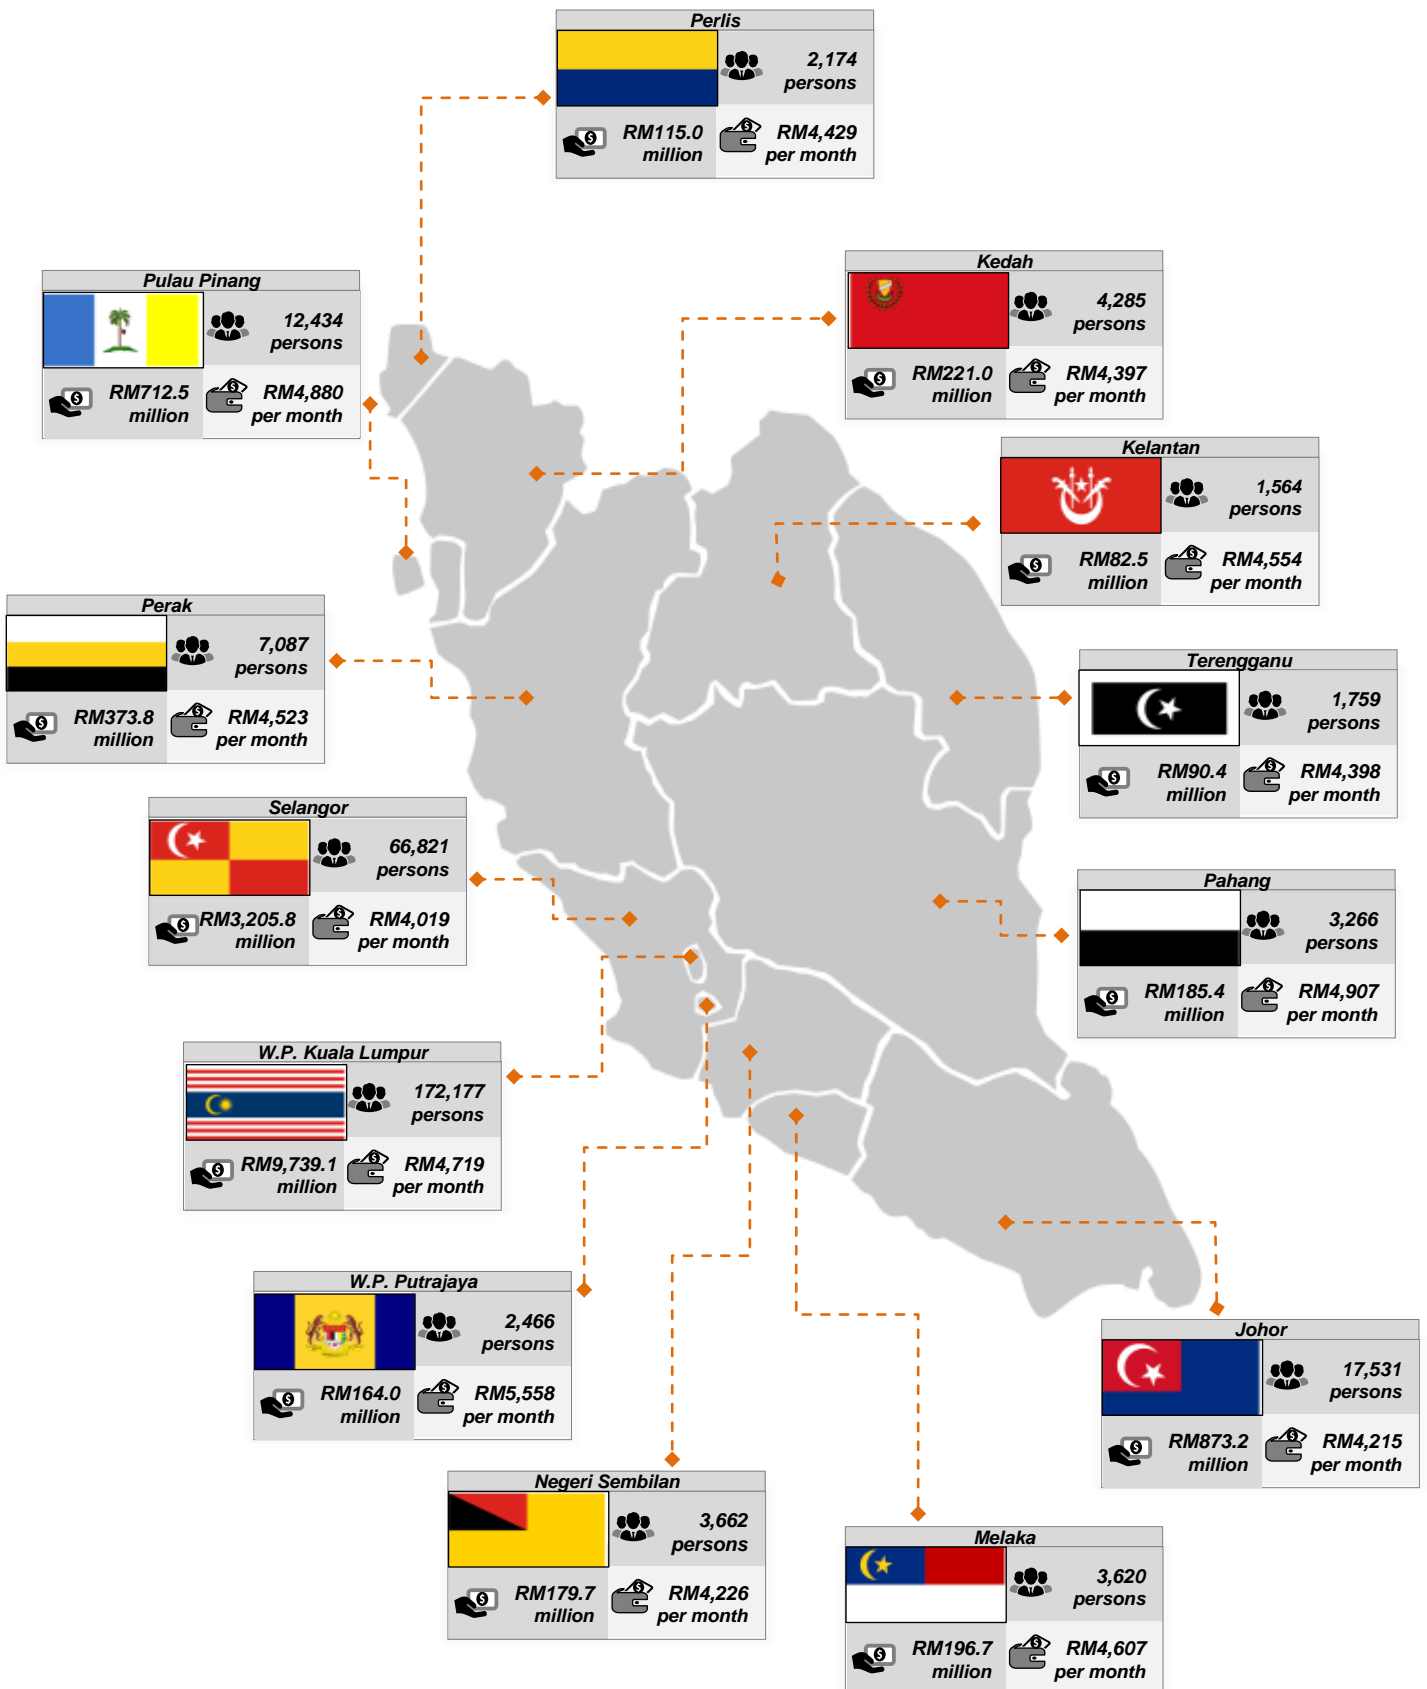 Perlis
2,174
persons
RM115.0
million
RM4,429
per month
Pulau Pinang
12,434
persons
RM712.5
million
RM4,880
per month
Kedah
4,285
persons
RM221.0
million
RM4,397
per month
Kelantan
1,564
persons
RM82.5
million
RM4,554
per month
Perak
7,087
persons
RM373.8
million
RM4,523
per month
Terengganu
1,759
persons
RM90.4
million
RM4,398
per month
Selangor
66,821
persons
RM3,205.8
million
RM4,019
per month
Pahang
3,266
persons
RM185.4
million
RM4,907
per month
W.P. Kuala Lumpur
172,177
persons
RM9,739.1
million
RM4,719
per month
W.P. Putrajaya
2,466
persons
RM164.0
million
RM5,558
per month
Johor
17,531
persons
RM873.2
million
RM4,215
per month
Negeri Sembilan
3,662
persons
RM179.7
million
RM4,226
per month
Melaka
3,620
persons
RM196.7
million
RM4,607
per month